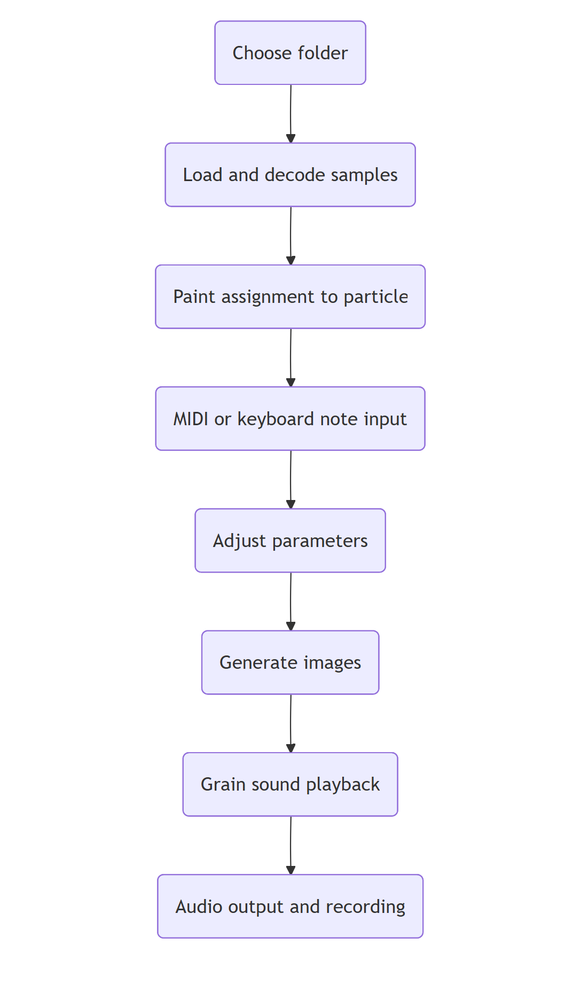 Choose folder
Load and decode samples
Paint assignment to particle
MIDI or keyboard note input
Adjust parameters
Generate images
Grain sound playback
Audio output and recording